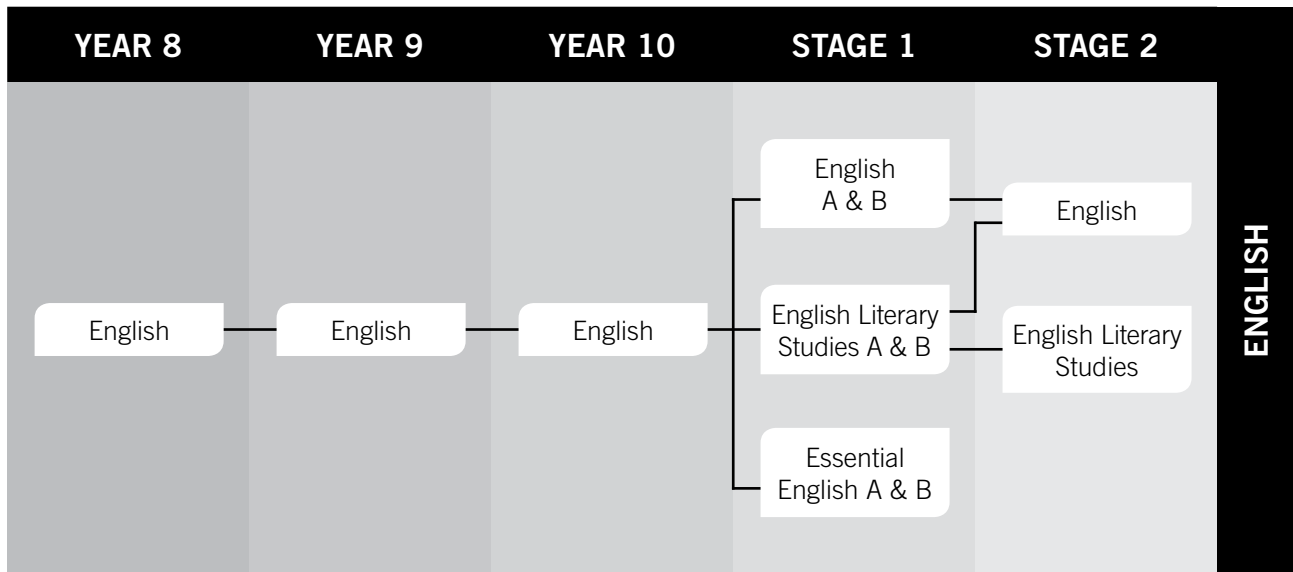 YEAR 8
YEAR 9
YEAR 10
STAGE 1
STAGE 2
English
English
English
English
A & B
English Literary
Studies A & B
Essential
English A & B
English
English Literary
Studies
ENGLISH